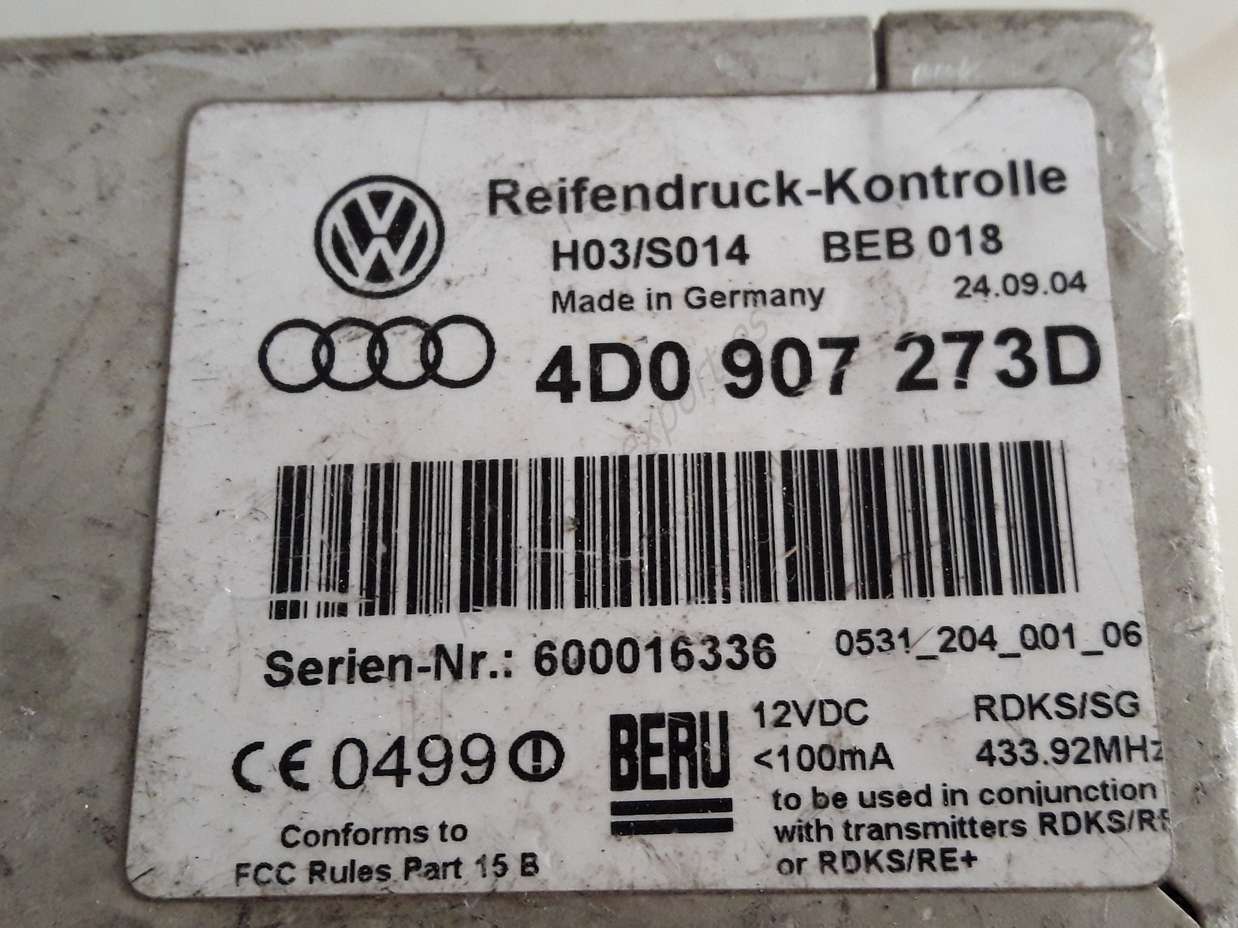 Reifendruck-Kontrolle
H03/S014 BEB 018
Made in Germany 24.09.04
4D0 907 273D
Serien-Nr.: 600016336 0531_204_001_06
CE 0499
BERU
12VDC RDKS/SG
<100mA 433.92MHz
to be used in conjunction
with transmitters RDKS/RF
or RDKS/RE+
Conforms to
FCC Rules Part 15 B